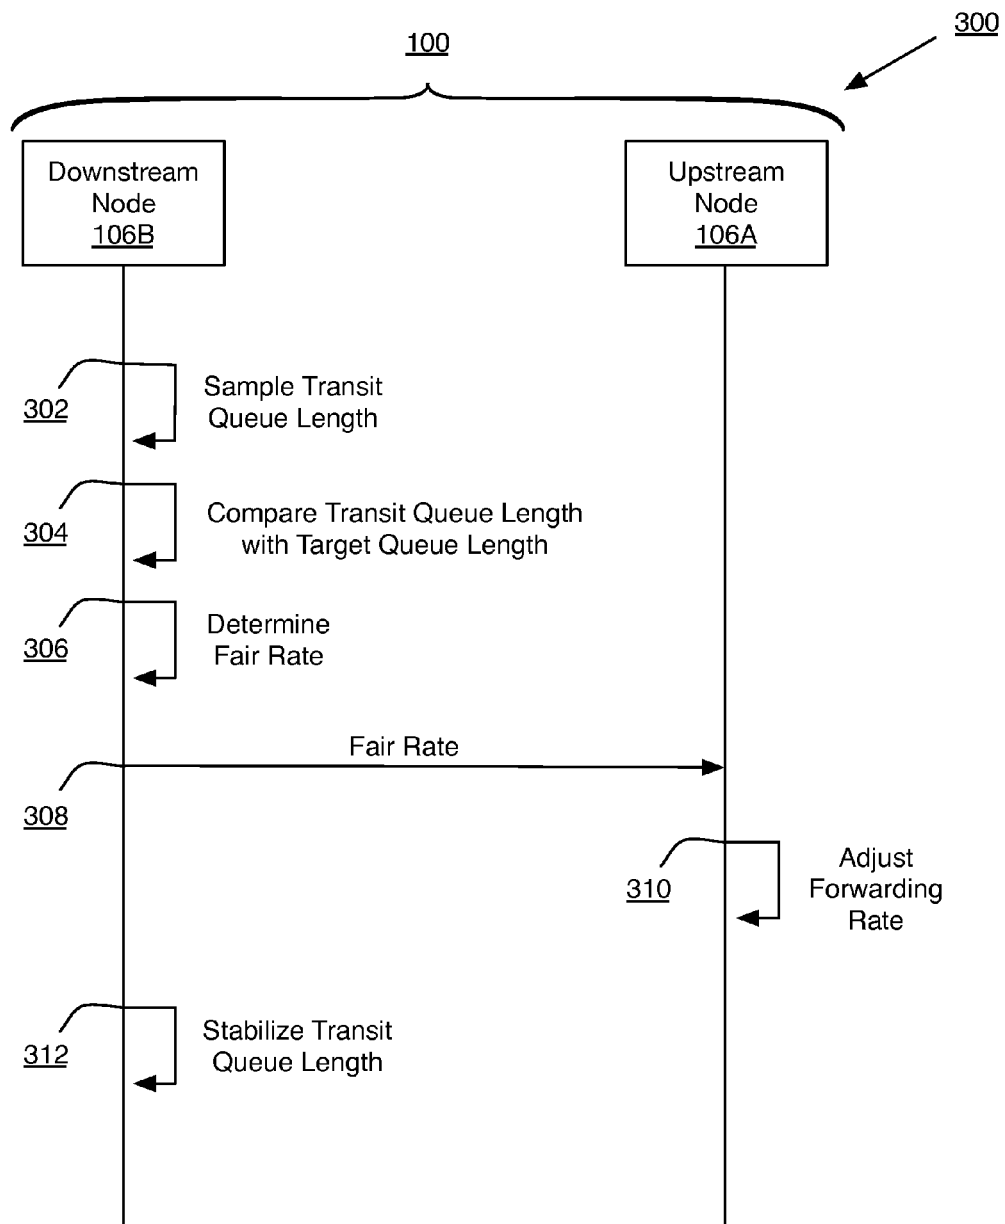 300
100
Downstream
Node
106B
Upstream
Node
106A
302
Sample Transit
Queue Length
304
Compare Transit Queue Length
with Target Queue Length
306
Determine
Fair Rate
Fair Rate
308
310
Adjust
Forwarding
Rate
312
Stabilize Transit
Queue Length